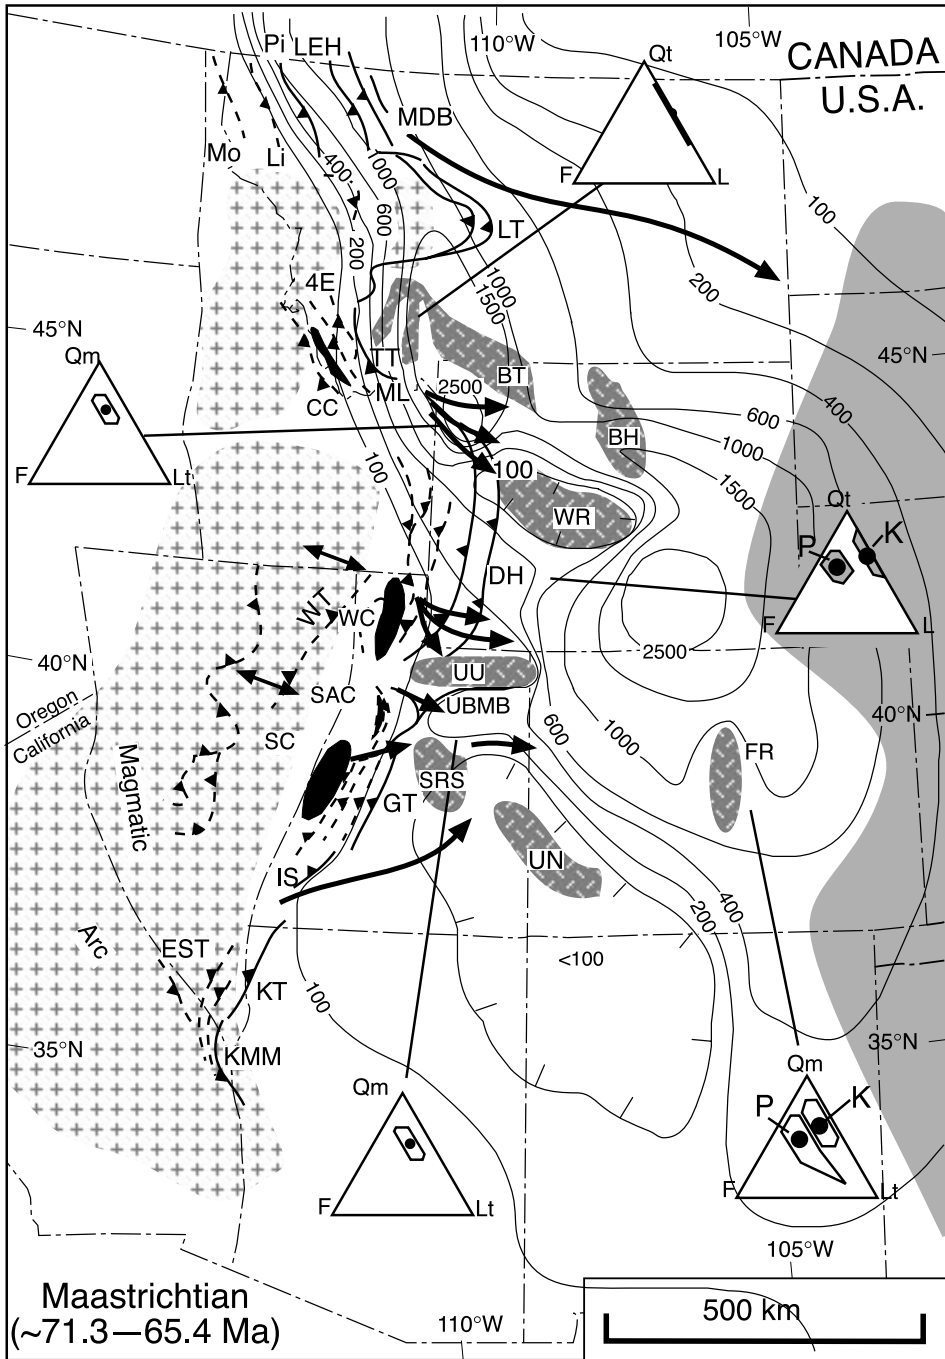 110°W
105°W
CANADA
U.S.A.
Pi
LEH
Qt
MDB
F
L
Mo
Li
400
1000
600
200
LT
100
200
1000
1500
4E
45°N
45°N
Qm
TT
ML
BT
2500
CC
F
Lt
100
100
BH
600
400
1000
1500
WR
Qt
P
K
F
L
DH
WT
WC
2500
40°N
UU
SAC
UBMB
Oregon
California
SC
600
1000
40°N
FR
Magmatic
SRS
GT
UN
IS
200
400
Arc
EST
<100
KT
100
KMM
35°N
35°N
Qm
P
K
F
Lt
Qm
F
Lt
105°W
Maastrichtian
(~71.3—65.4 Ma)
110°W
500 km